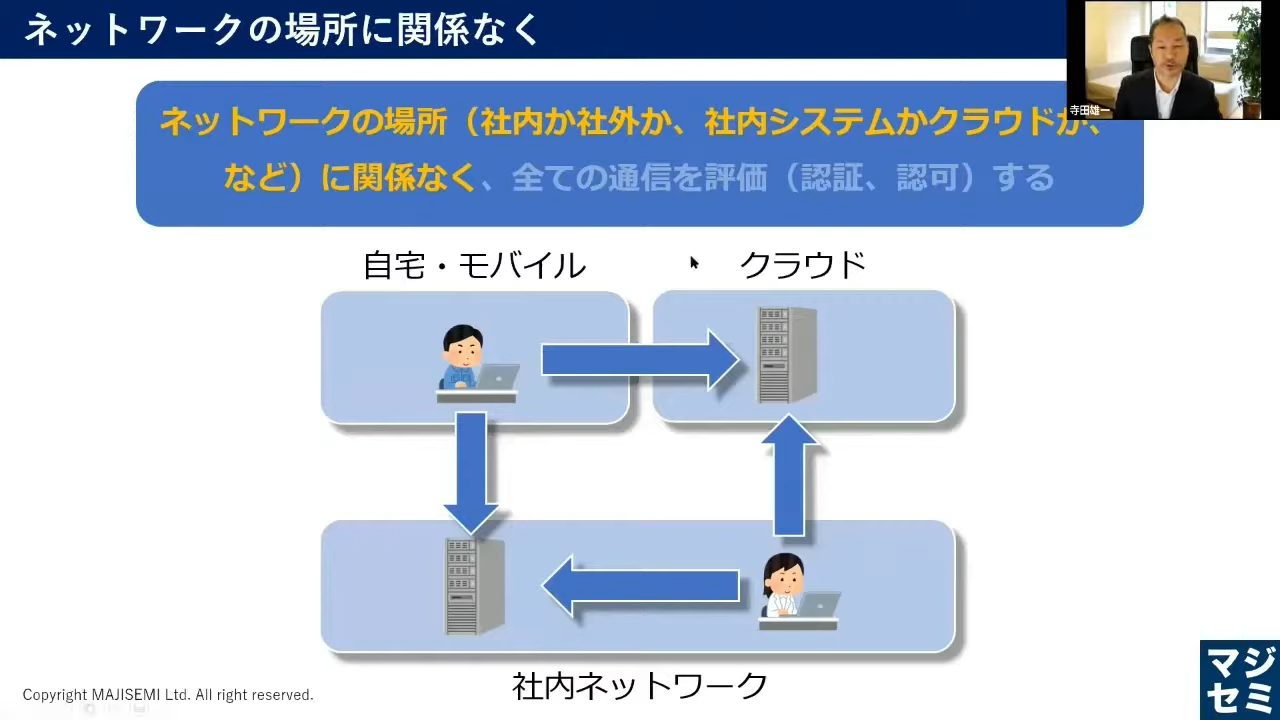 ネットワークの場所に関係なく
寺田雄一
ネットワークの場所（社内か社外か、社内システムかクラウドか、
など）に関係なく、全ての通信を評価（認証、認可）する
自宅・モバイル
クラウド
社内ネットワーク
Copyright MAJISEMI Ltd. All right reserved.
マジ
セミ